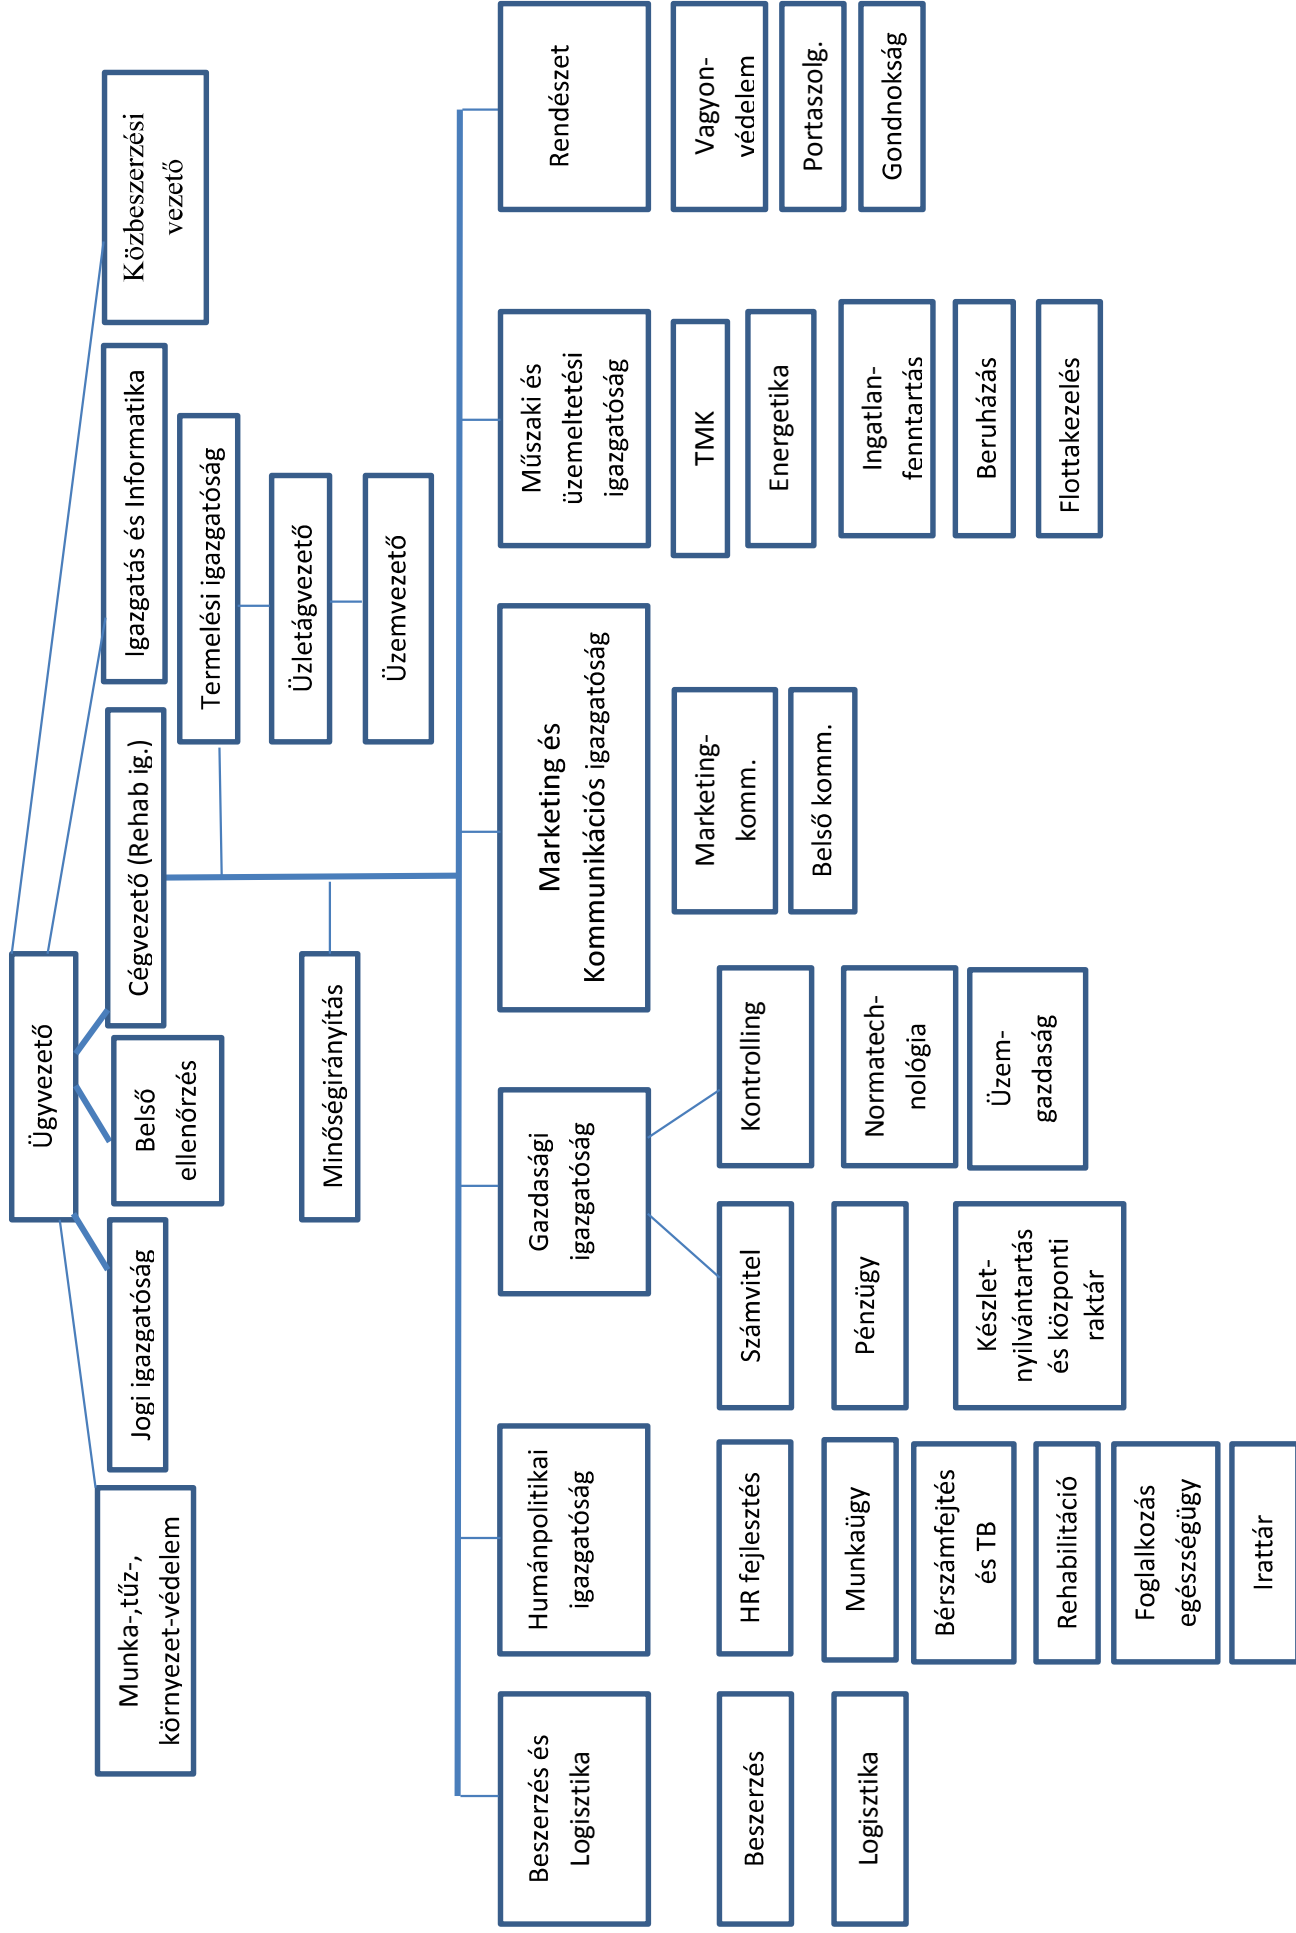 Ügyvezető
Munka-,tűz-,
környezet-védelem
Jogi igazgatóság
Belső
ellenőrzés
Cégvezető (Rehab ig.)
Igazgatás és Informatika
Közbeszerzési
vezető
Termelési igazgatóság
Üzletágvezető
Üzemvezető
Minőségirányítás
Beszerzés és
Logisztika
Beszerzés
Logisztika
Humánpolitikai
igazgatóság
HR fejlesztés
Munkaügy
Bérszámfejtés
és TB
Rehabilitáció
Foglalkozás
egészségügy
Irattár
Gazdasági
igazgatóság
Számvitel
Pénzügy
Készlet-
nyilvántartás
és központi
raktár
Kontrolling
Normatech-
nológia
Üzem-
gazdaság
Marketing és
Kommunikációs igazgatóság
Marketing-
komm.
Belső komm.
Műszaki és
üzemeltetési
igazgatóság
TMK
Energetika
Ingatlan-
fenntartás
Beruházás
Flottakezelés
Rendészet
Vagyon-
védelem
Portaszolg.
Gondnokság